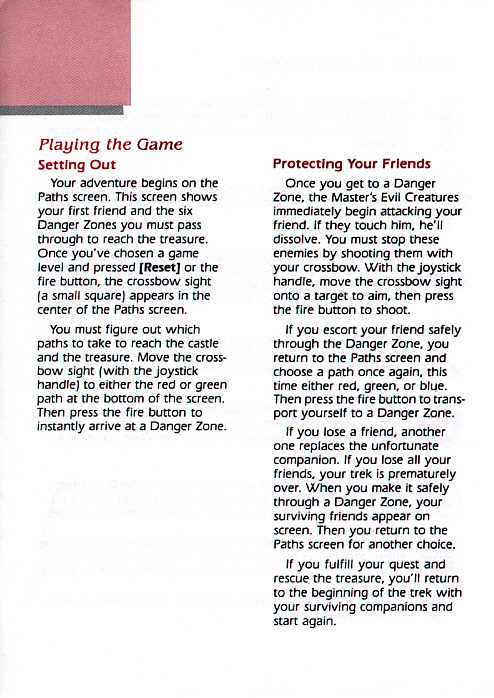 Playing the Game
Setting Out
Your adventure begins on the
Paths screen. This screen shows
your first friend and the six
Danger Zones you must pass
through to reach the treasure.
Once you've chosen a game
level and pressed [Reset] or the
fire button, the crossbow sight
(a small square) appears in the
center of the Paths screen.
You must figure out which
paths to take to reach the castle
and the treasure. Move the cross-
bow sight (with the joystick
handle) to either the red or green
path at the bottom of the screen.
Then press the fire button to
instantly arrive at a Danger Zone.
Protecting Your Friends
Once you get to a Danger
Zone, the Master's Evil Creatures
immediately begin attacking your
friend. If they touch him, he'll
dissolve. You must stop these
enemies by shooting them with
your crossbow. With the joystick
handle, move the crossbow sight
onto a target to aim, then press
the fire button to shoot.
If you escort your friend safely
through the Danger Zone, you
return to the Paths screen and
choose a path once again, this
time either red, green, or blue.
Then press the fire button to trans-
port yourself to a Danger Zone.
If you lose a friend, another
one replaces the unfortunate
companion. If you lose all your
friends, your trek is prematurely
over. When you make it safely
through a Danger Zone, your
surviving friends appear on
screen. Then you return to the
Paths screen for another choice.
If you fulfill your quest and
rescue the treasure, you'll return
to the beginning of the trek with
your surviving companions and
start again.